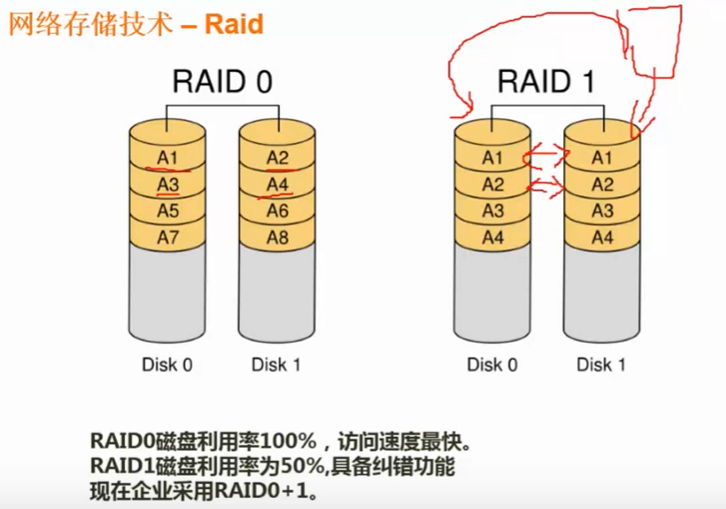 网络存储技术 – Raid
RAID 0
A1 A2
A3 A4
A5 A6
A7 A8
Disk 0 Disk 1
RAID 1
A1 A1
A2 A2
A3 A3
A4 A4
Disk 0 Disk 1
RAID0磁盘利用率100%，访问速度最快。
RAID1磁盘利用率为50%,具备纠错功能
现在企业采用RAID0+1。